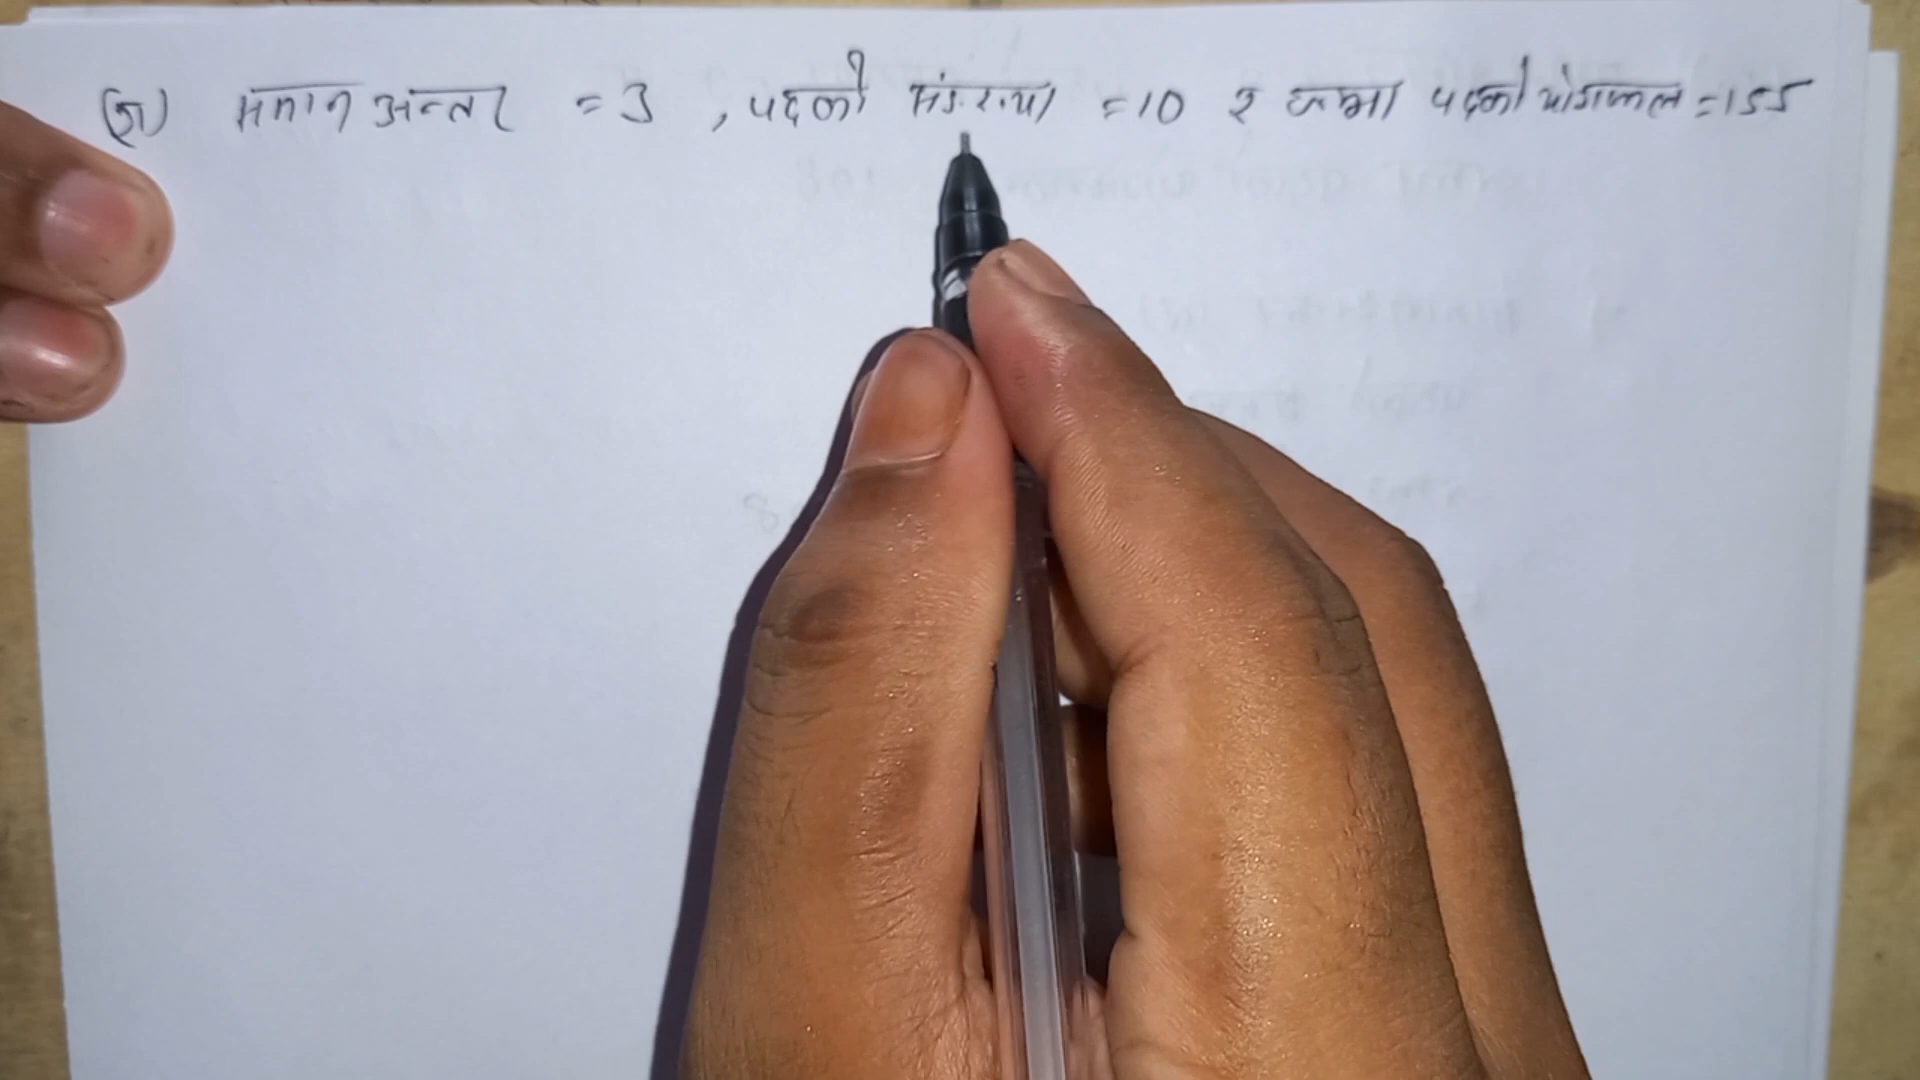 (ज) समान अन्तर = 3 , पदको संख्या = 10 र जम्मा पदको योगफल = 155